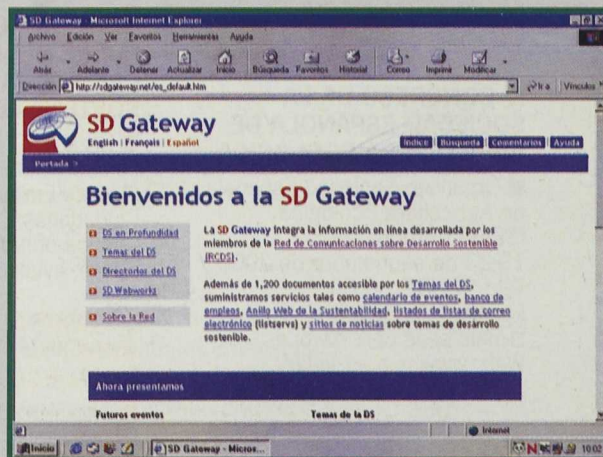 SD Gateway - Microsoft Internet Explorer
Archivo Edición Ver Favoritos Herramientas Ayuda
Atrás Adelante Detener Actualizar Inicio Búsqueda Favoritos Historial Correo Imprimir Modificar
Dirección http://sdgateway.net/es_default.htm Ir a Vínculos
SD Gateway
English | Français | Español
Indice Búsqueda Comentarios Ayuda
Portada >
Bienvenidos a la SD Gateway
DS en Profundidad
Temas del DS
Directorios del DS
SD Webworks
Sobre la Red
La SD Gateway integra la información en línea desarrollada por los
miembros de la Red de Comunicaciones sobre Desarrollo Sostenible
(RCDS).
Además de 1,200 documentos accesible por los Temas del DS,
suministramos servicios tales como calendario de eventos, banco de
empleos, Anillo Web de la Sustentabilidad, listados de listas de correo
electrónico (listservs) y sitios de noticias sobre temas de desarrollo
sostenible.
Ahora presentamos
Futuros eventos Temas de la DS
Internet
Inicio SD Gateway - Micros... 10:02